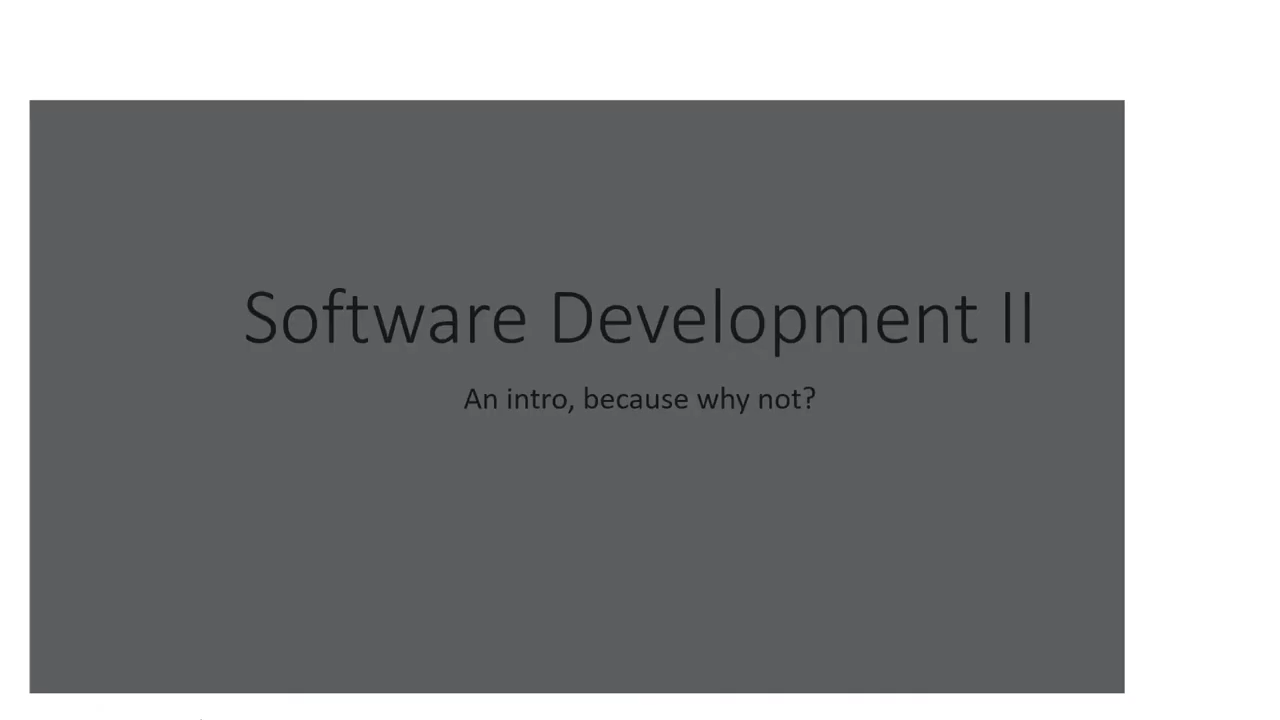 Software Development II
An intro, because why not?